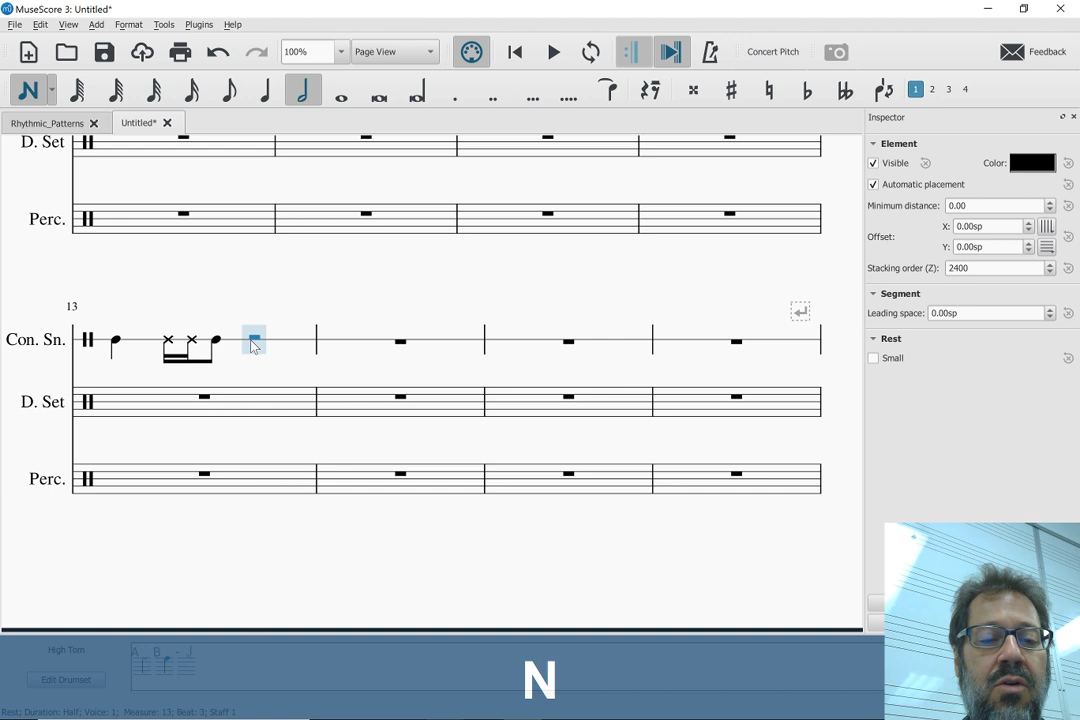 MuseScore 3: Untitled*
File Edit View Add Format Tools Plugins Help
100% Page View Concert Pitch Feedback
N 1 2 3 4
Rhythmic_Patterns Untitled*
Inspector
Element
Visible Color:
Automatic placement
Minimum distance: 0.00
Offset: X: 0.00sp
Y: 0.00sp
Stacking order (Z): 2400
Segment
Leading space: 0.00sp
Rest
Small
D. Set
Perc.
13
Con. Sn.
D. Set
Perc.
High Tom
A B J
Edit Drumset
N
Rest; Duration: Half; Voice: 1; Measure: 13; Beat: 3; Staff 1